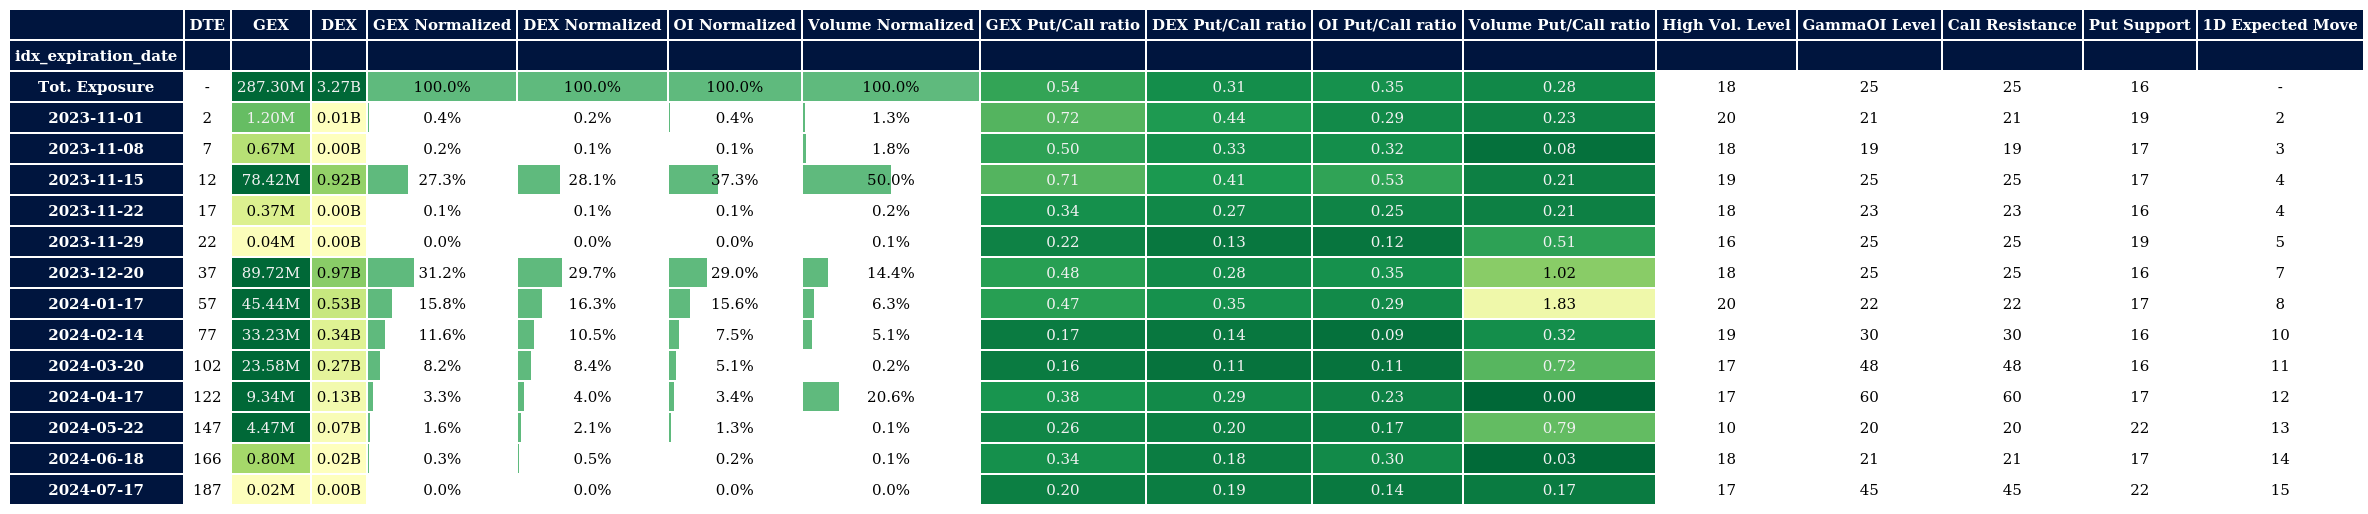 DTE GEX DEX GEX Normalized DEX Normalized OI Normalized Volume Normalized GEX Put/Call ratio DEX Put/Call ratio OI Put/Call ratio Volume Put/Call ratio High Vol. Level GammaOI Level Call Resistance Put Support 1D Expected Move
idx_expiration_date
Tot. Exposure - 287.30M 3.27B 100.0% 100.0% 100.0% 100.0% 0.54 0.31 0.35 0.28 18 25 25 16 -
2023-11-01 2 1.20M 0.01B 0.4% 0.2% 0.4% 1.3% 0.72 0.44 0.29 0.23 20 21 21 19 2
2023-11-08 7 0.67M 0.00B 0.2% 0.1% 0.1% 1.8% 0.50 0.33 0.32 0.08 18 19 19 17 3
2023-11-15 12 78.42M 0.92B 27.3% 28.1% 37.3% 50.0% 0.71 0.41 0.53 0.21 19 25 25 17 4
2023-11-22 17 0.37M 0.00B 0.1% 0.1% 0.1% 0.2% 0.34 0.27 0.25 0.21 18 23 23 16 4
2023-11-29 22 0.04M 0.00B 0.0% 0.0% 0.0% 0.1% 0.22 0.13 0.12 0.51 16 25 25 19 5
2023-12-20 37 89.72M 0.97B 31.2% 29.7% 29.0% 14.4% 0.48 0.28 0.35 1.02 18 25 25 16 7
2024-01-17 57 45.44M 0.53B 15.8% 16.3% 15.6% 6.3% 0.47 0.35 0.29 1.83 20 22 22 17 8
2024-02-14 77 33.23M 0.34B 11.6% 10.5% 7.5% 5.1% 0.17 0.14 0.09 0.32 19 30 30 16 10
2024-03-20 102 23.58M 0.27B 8.2% 8.4% 5.1% 0.2% 0.16 0.11 0.11 0.72 17 48 48 16 11
2024-04-17 122 9.34M 0.13B 3.3% 4.0% 3.4% 20.6% 0.38 0.29 0.23 0.00 17 60 60 17 12
2024-05-22 147 4.47M 0.07B 1.6% 2.1% 1.3% 0.1% 0.26 0.20 0.17 0.79 10 20 20 22 13
2024-06-18 166 0.80M 0.02B 0.3% 0.5% 0.2% 0.1% 0.34 0.18 0.30 0.03 18 21 21 17 14
2024-07-17 187 0.02M 0.00B 0.0% 0.0% 0.0% 0.0% 0.20 0.19 0.14 0.17 17 45 45 22 15